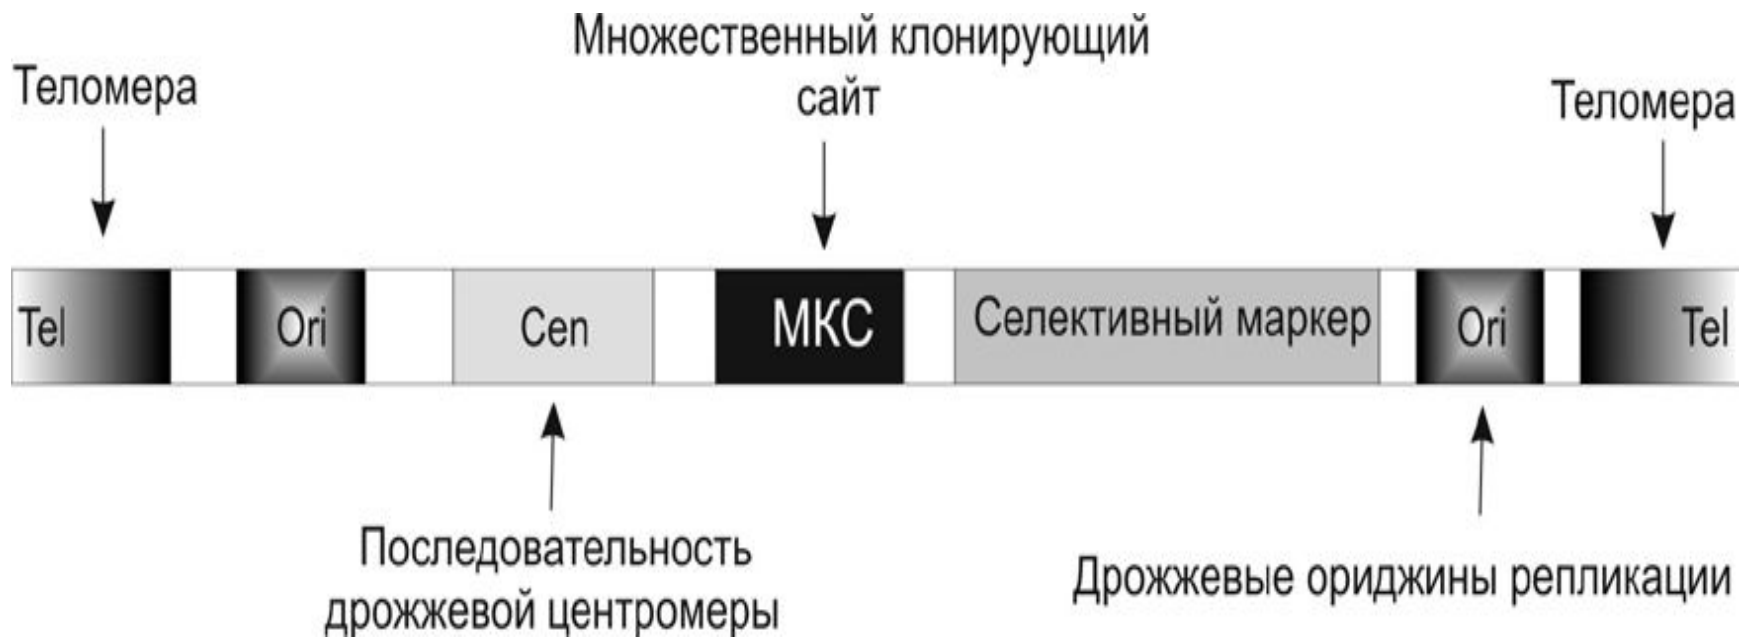 Множественный клонирующий
сайт
Теломера
Теломера
Tel
Ori
Cen
МКС
Селективный маркер
Ori
Tel
Последовательность
дрожжевой центромеры
Дрожжевые ориджины репликации